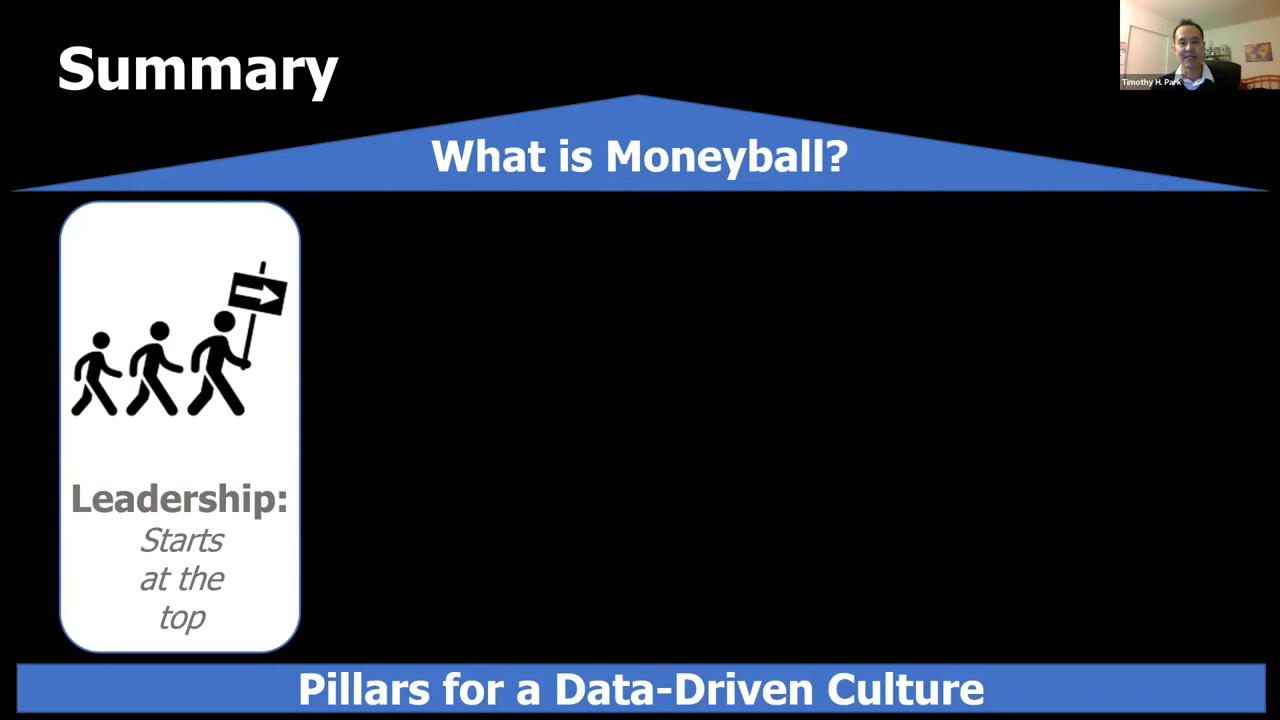 Summary
Timothy H. Park
What is Moneyball?
Leadership:
Starts
at the
top
Pillars for a Data-Driven Culture